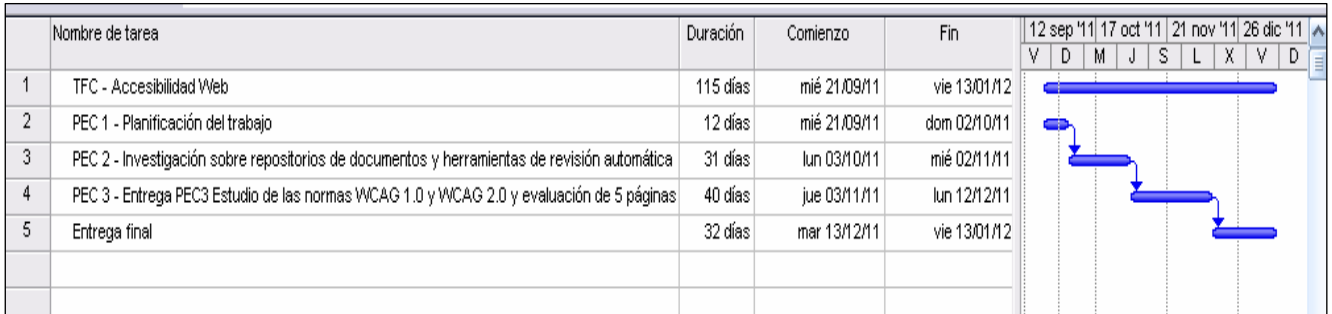 Nombre de tarea Duración Comienzo Fin 12 sep '11 17 oct '11 21 nov '11 26 dic '11
V D M J S L X V D
1 TFC - Accesibilidad Web 115 días mié 21/09/11 vie 13/01/12
2 PEC 1 - Planificación del trabajo 12 días mié 21/09/11 dom 02/10/11
3 PEC 2 - Investigación sobre repositorios de documentos y herramientas de revisión automática 31 días lun 03/10/11 mié 02/11/11
4 PEC 3 - Entrega PEC3 Estudio de las normas WCAG 1.0 y WCAG 2.0 y evaluación de 5 páginas 40 días jue 03/11/11 lun 12/12/11
5 Entrega final 32 días mar 13/12/11 vie 13/01/12